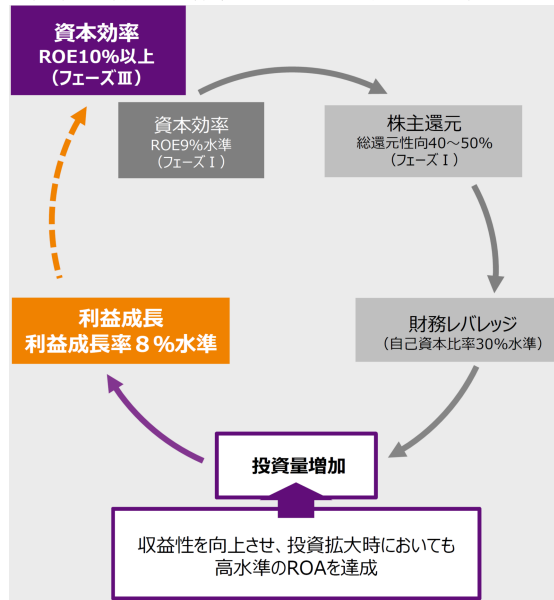 資本効率
ROE10%以上
(フェーズⅢ)
資本効率
ROE9%水準
(フェーズⅠ)
株主還元
総還元性向40～50%
(フェーズⅠ)
利益成長
利益成長率８％水準
財務レバレッジ
(自己資本比率30%水準)
投資量増加
収益性を向上させ、投資拡大時においても
高水準のROAを達成